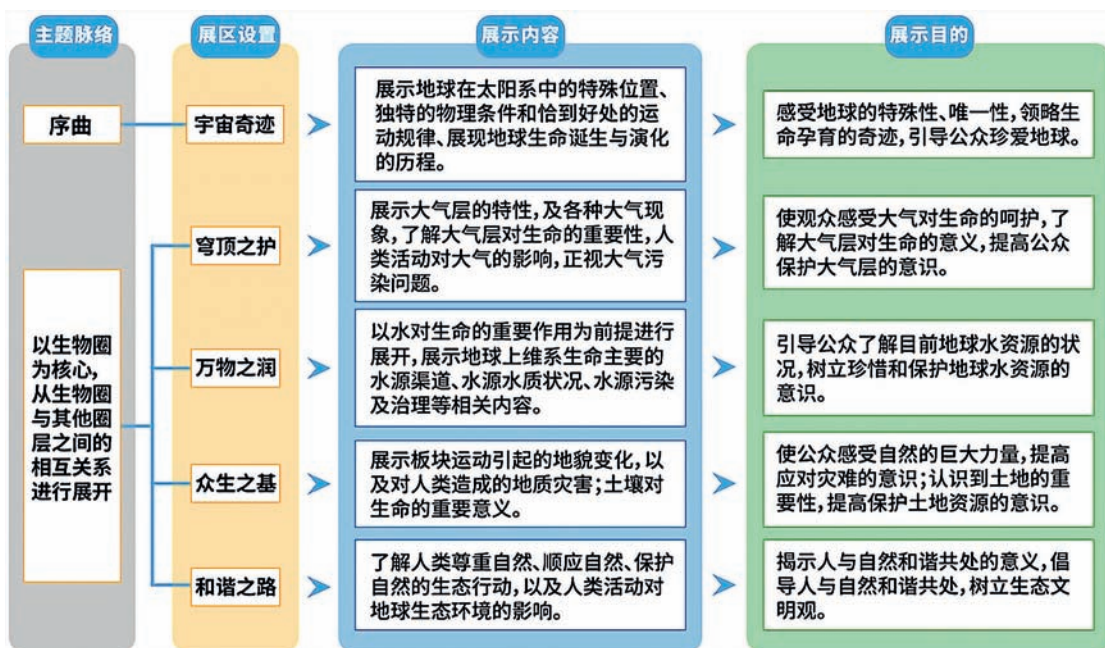 主题脉络
展区设置
展示内容
展示目的
序曲
宇宙奇迹
展示地球在太阳系中的特殊位置、
独特的物理条件和恰到好处的运
动规律、展现地球生命诞生与演化
的历程。
感受地球的特殊性、唯一性，领略生
命孕育的奇迹，引导公众珍爱地球。
以生物圈
为核心，
从生物圈
与其他圈
层之间的
相互关系
进行展开
穹顶之护
展示大气层的特性，及各种大气现
象，了解大气层对生命的重要性，人
类活动对大气的影响，正视大气污
染问题。
使观众感受大气对生命的呵护，了
解大气层对生命的意义，提高公众
保护大气层的意识。
万物之润
以水对生命的重要作用为前提进行
展开，展示地球上维系生命主要的
水源渠道、水源水质状况、水源污染
及治理等相关内容。
引导公众了解目前地球水资源的状
况，树立珍惜和保护地球水资源的
意识。
众生之基
展示板块运动引起的地貌变化，以
及对人类造成的地质灾害；土壤对
生命的重要意义。
使公众感受自然的巨大力量，提高
应对灾难的意识；认识到土地的重
要性，提高保护土地资源的意识。
和谐之路
了解人类尊重自然、顺应自然、保护
自然的生态行动，以及人类活动对
地球生态环境的影响。
揭示人与自然和谐共处的意义，倡
导人与自然和谐共处，树立生态文
明观。